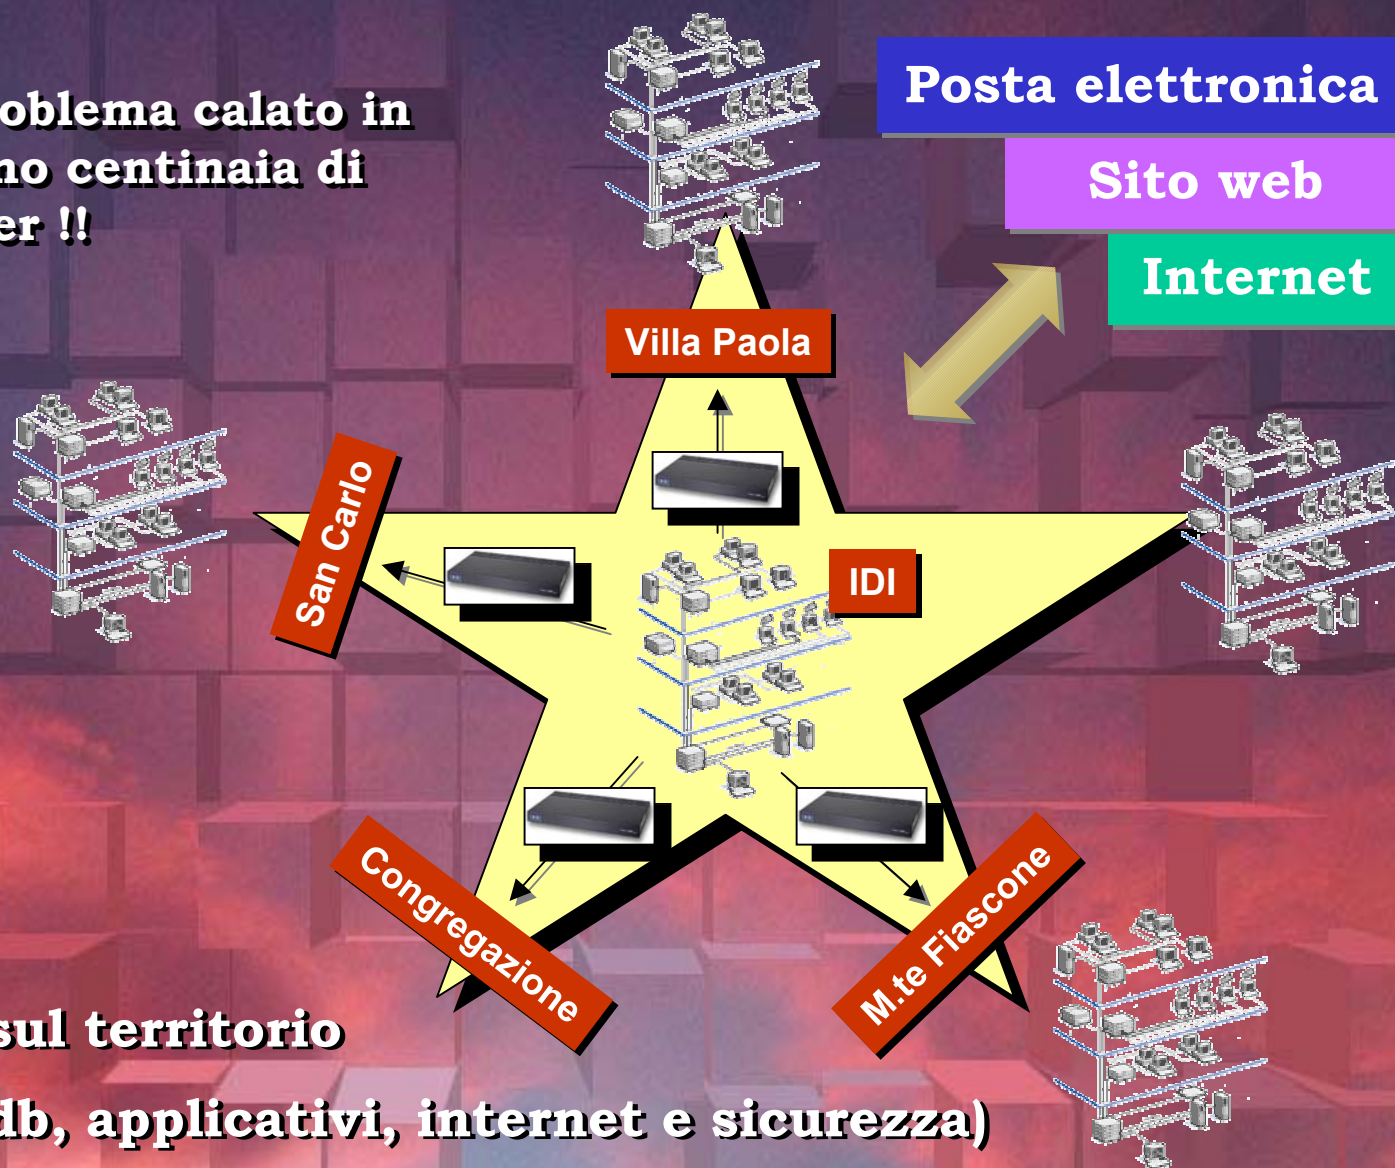 oblema calato in
no centinaia di
er !!
Posta elettronica
Sito web
Internet
Villa Paola
San Carlo
IDI
Congregazione
M.te Fiascone
sul territorio
db, applicativi, internet e sicurezza)